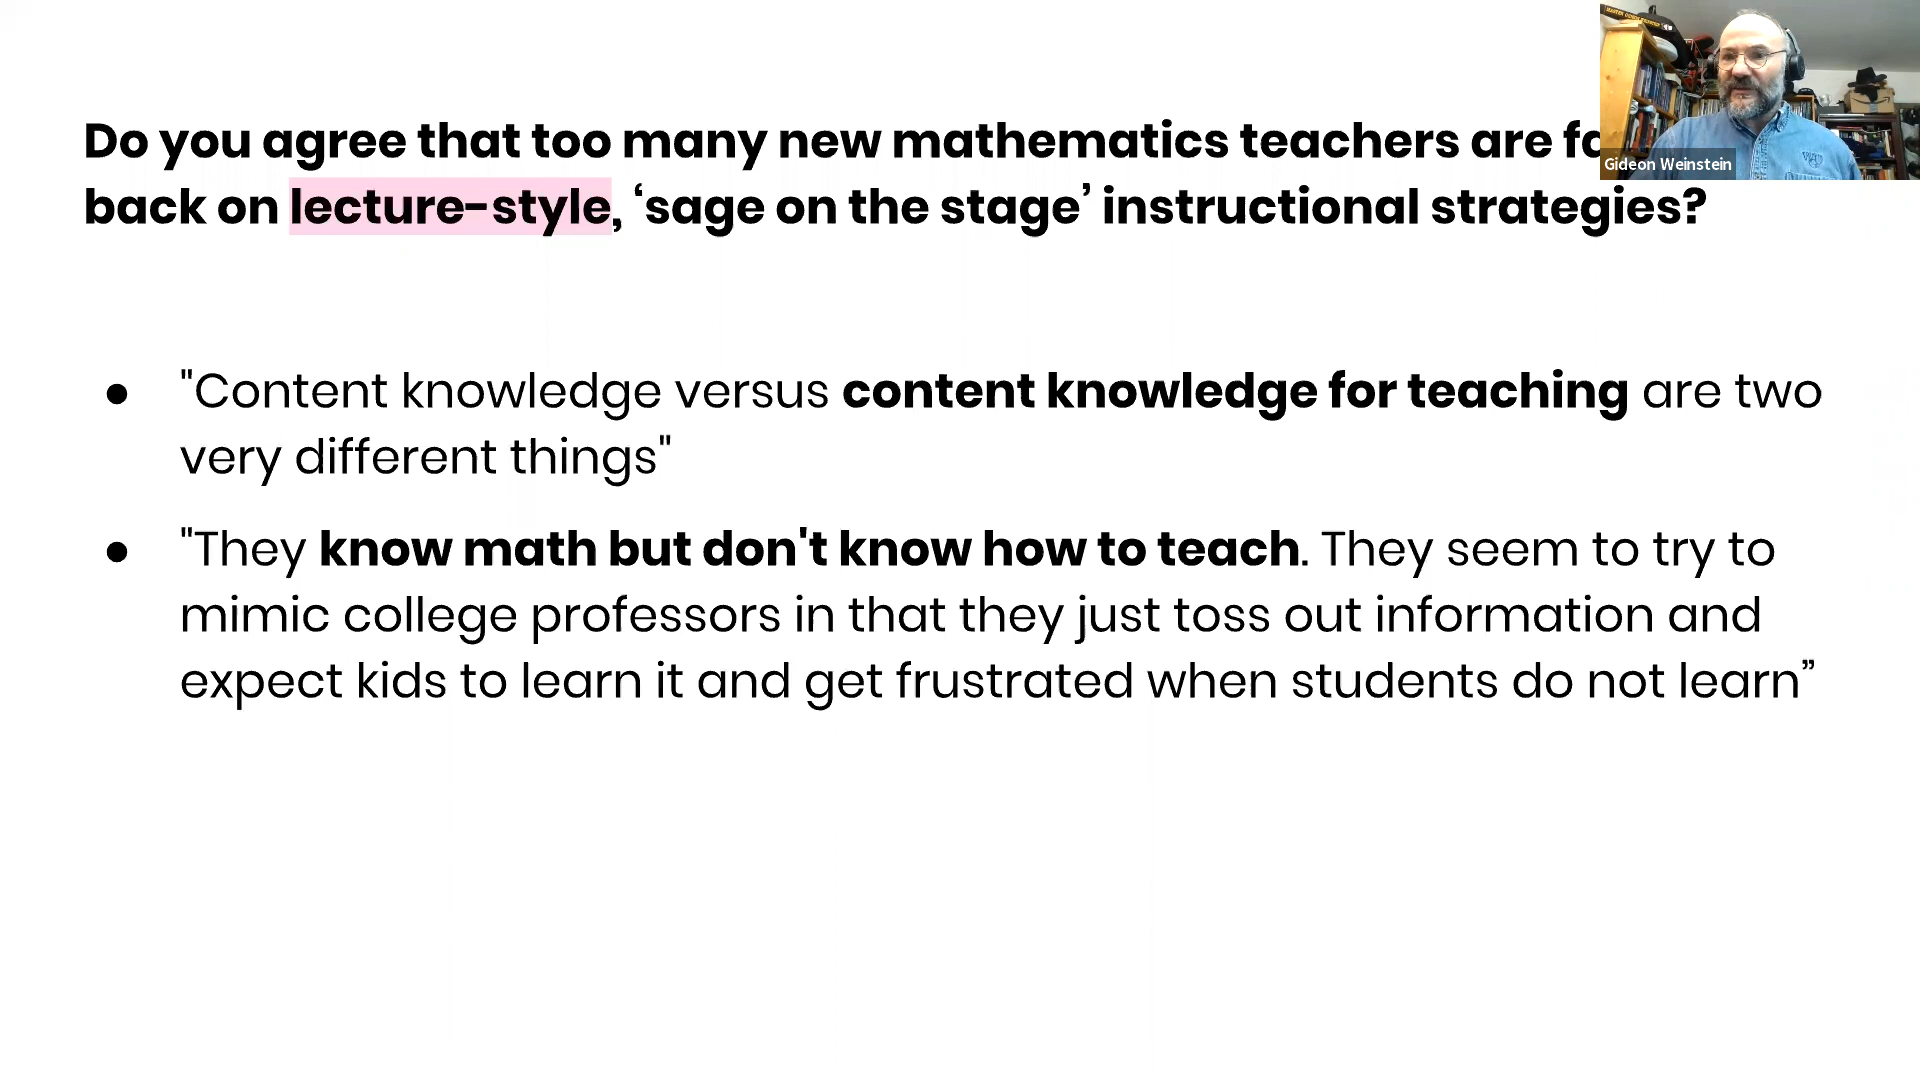 Do you agree that too many new mathematics teachers are
back on lecture-style, ‘sage on the stage’ instructional strategies?
Gideon Weinstein
● "Content knowledge versus content knowledge for teaching are two
very different things"
● "They know math but don't know how to teach. They seem to try to
mimic college professors in that they just toss out information and
expect kids to learn it and get frustrated when students do not learn”